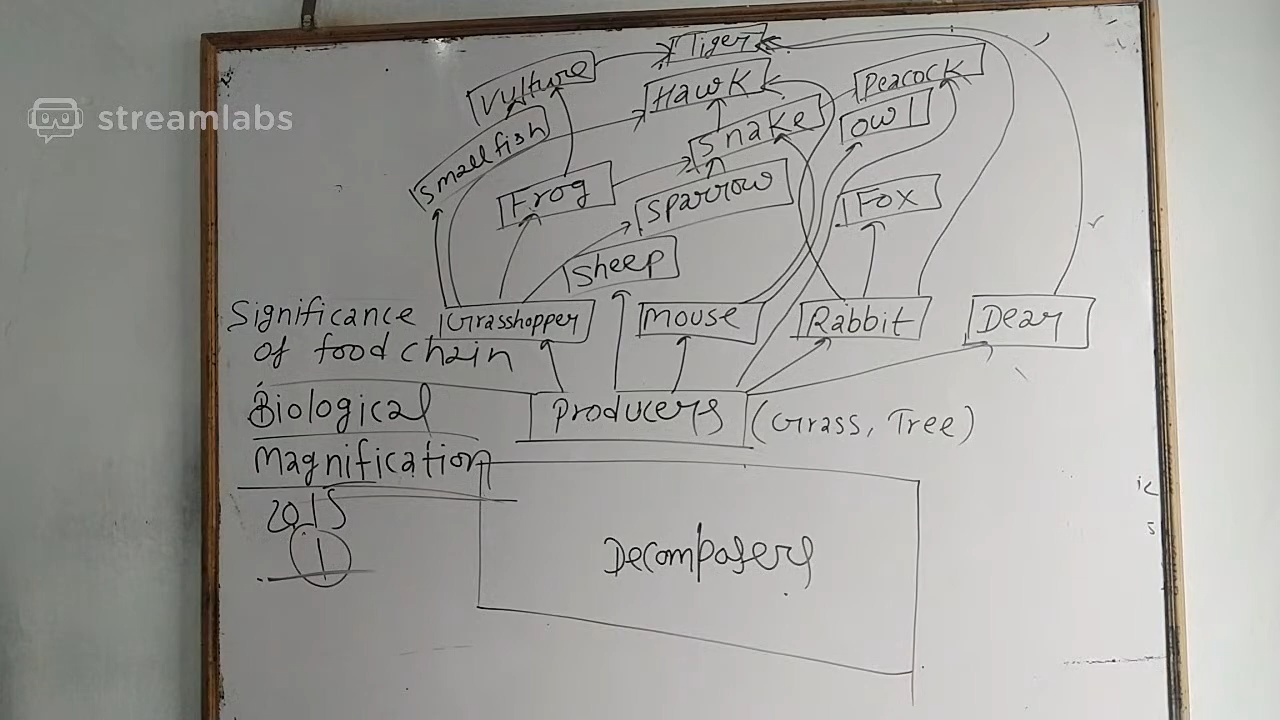 streamlabs
Tiger
Vulture
Hawk
Peacock
Small fish
Snake
Owl
Frog
Sparrow
Fox
Sheep
Grasshopper
Mouse
Rabbit
Dear
Significance
of food chain
Producers (Grass, Tree)
Biological
Magnification
2015
1
Decomposers